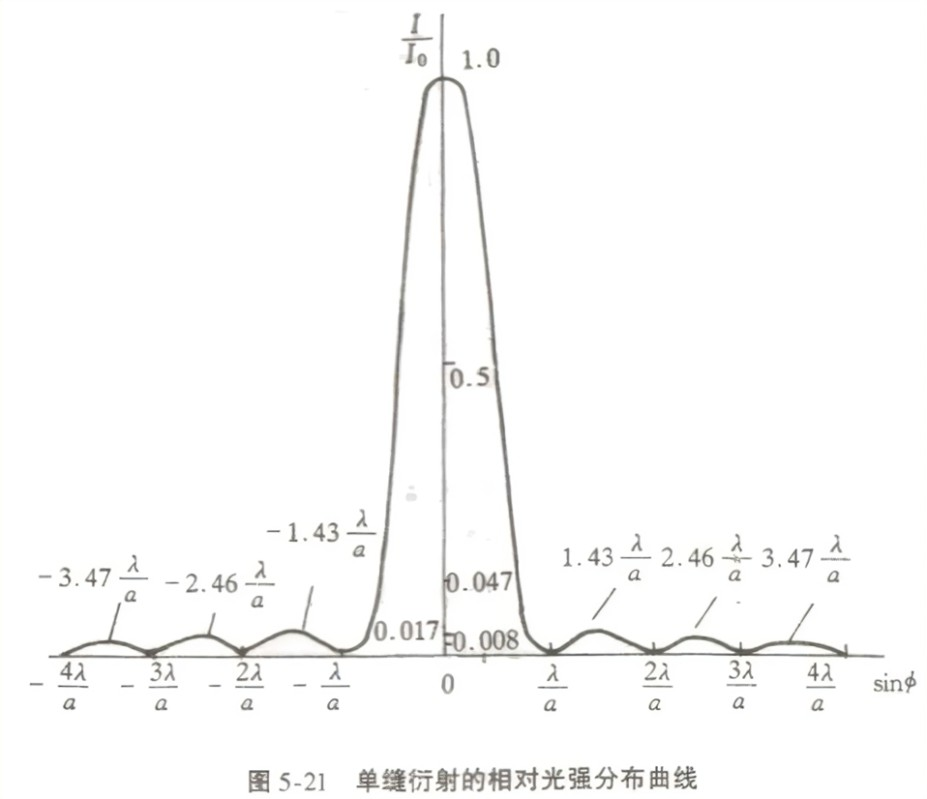 I/I₀
1.0
0.5
-1.43 λ/a
-3.47 λ/a
-2.46 λ/a
1.43 λ/a
2.46 λ/a
3.47 λ/a
0.047
0.017
0.008
- 4λ/a
- 3λ/a
- 2λ/a
- λ/a
0
λ/a
2λ/a
3λ/a
4λ/a
sinϕ
图 5-21 单缝衍射的相对光强分布曲线